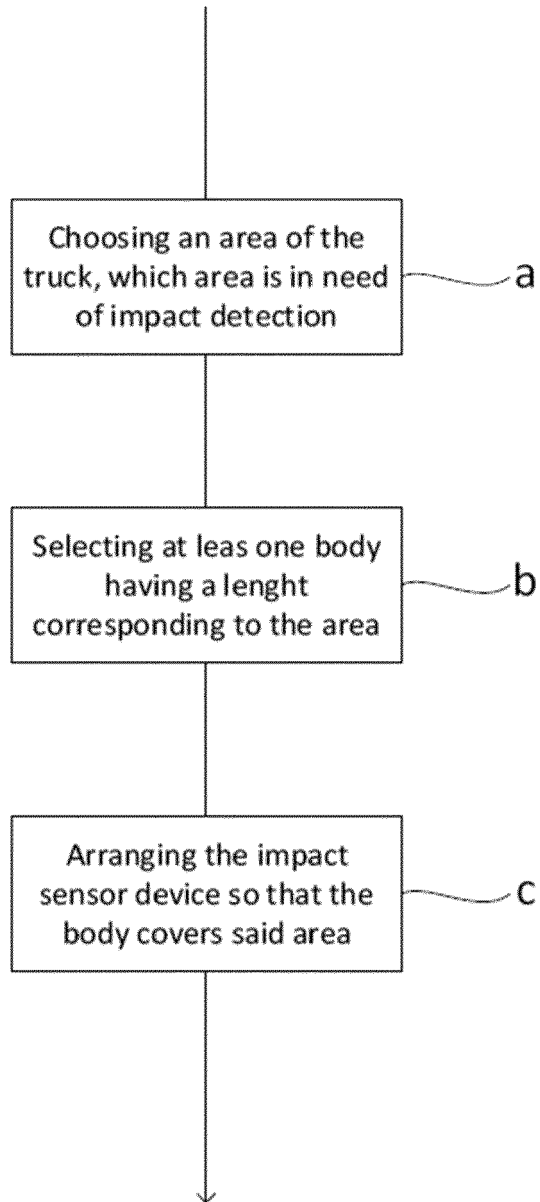 Choosing an area of the
truck, which area is in need
of impact detection
a
Selecting at leas one body
having a lenght
corresponding to the area
b
Arranging the impact
sensor device so that the
body covers said area
c